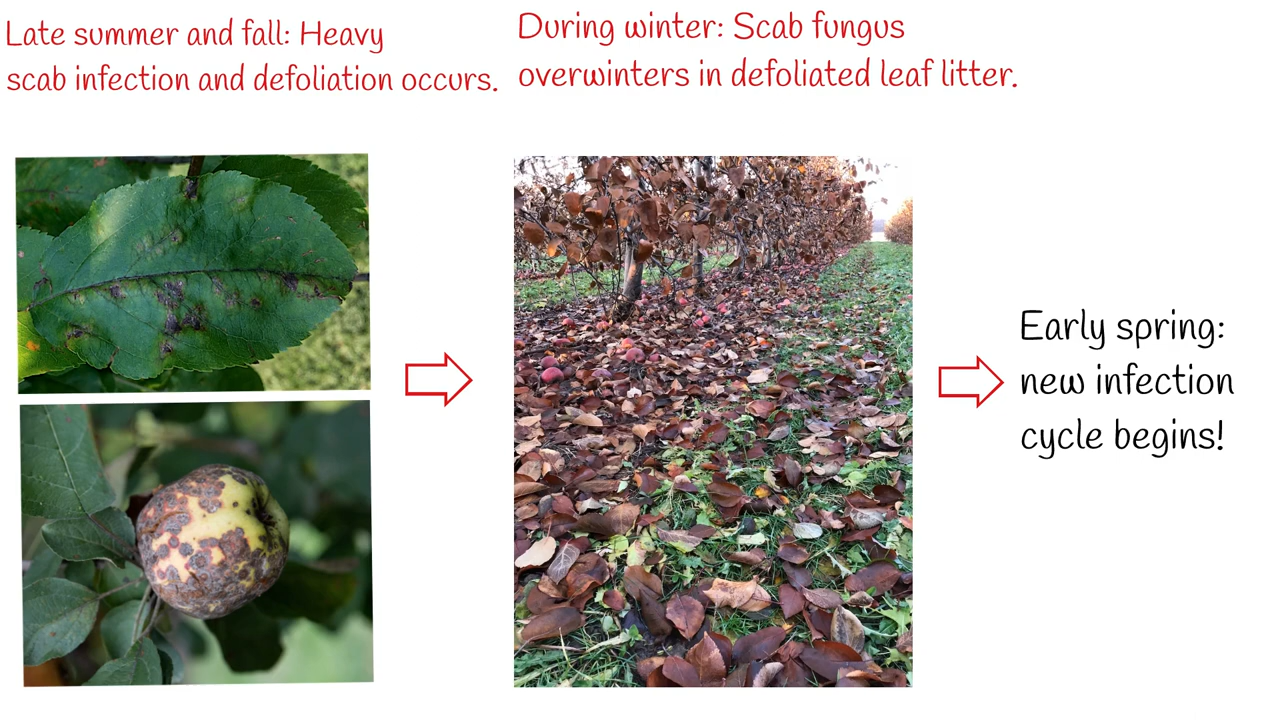 Late summer and fall: Heavy
scab infection and defoliation occurs.
During winter: Scab fungus
overwinters in defoliated leaf litter.
Early spring:
new infection
cycle begins!